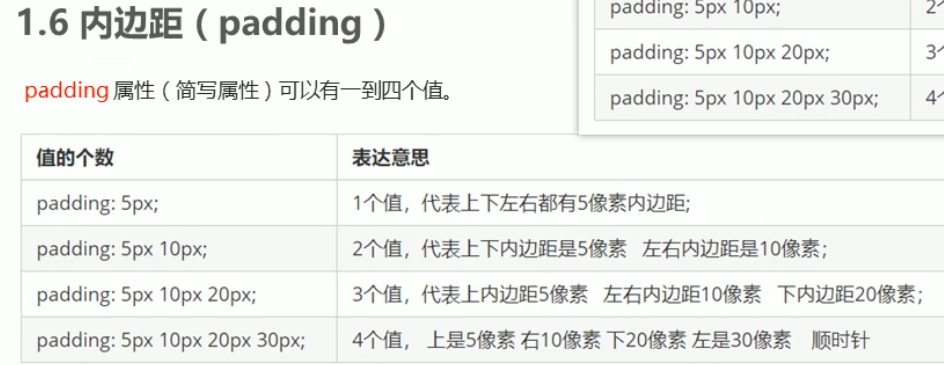 1.6 内边距（padding）
padding: 5px 10px; 2
padding: 5px 10px 20px; 3
padding: 5px 10px 20px 30px; 4
padding 属性（简写属性）可以有一到四个值。
值的个数 表达意思
padding: 5px; 1个值，代表上下左右都有5像素内边距;
padding: 5px 10px; 2个值，代表上下内边距是5像素 左右内边距是10像素；
padding: 5px 10px 20px; 3个值，代表上内边距5像素 左右内边距10像素 下内边距20像素；
padding: 5px 10px 20px 30px; 4个值， 上是5像素 右10像素 下20像素 左是30像素 顺时针